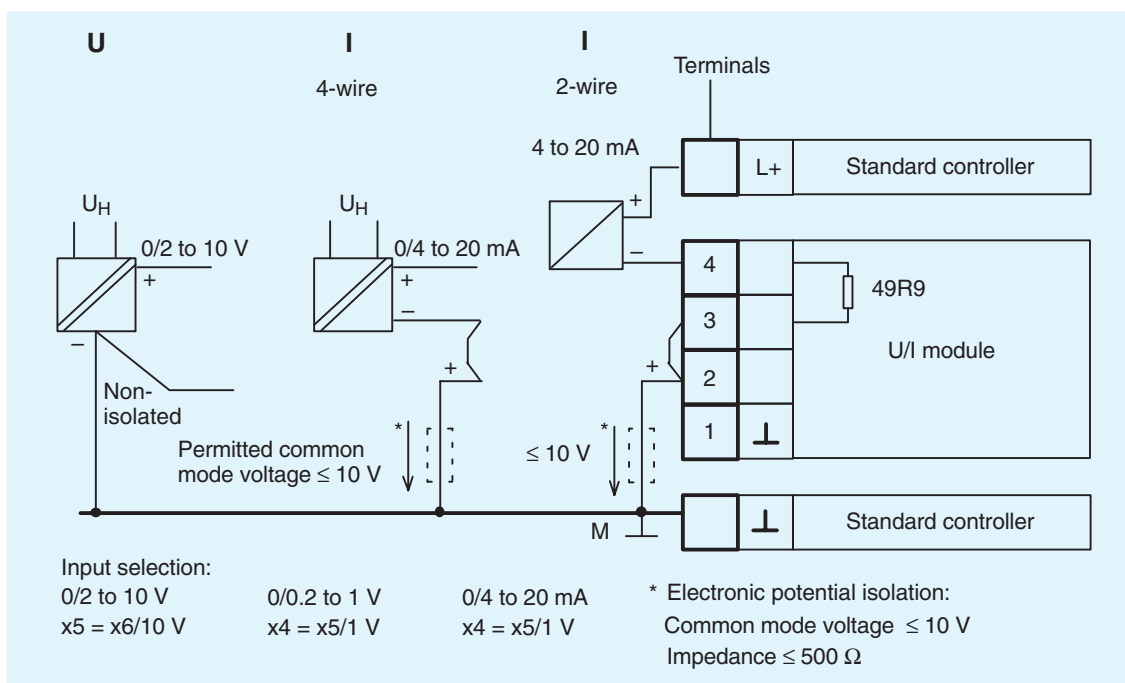 U
I
I
4-wire
2-wire
Terminals
4 to 20 mA
L+
Standard controller
UH
UH
+
0/2 to 10 V
0/4 to 20 mA
–
4
+
+
49R9
–
3
U/I module
–
+
+
2
Non-
isolated
1
⊥
*
*
Permitted common
mode voltage ≤ 10 V
≤ 10 V
M
⊥
Standard controller
Input selection:
0/2 to 10 V
0/0.2 to 1 V
0/4 to 20 mA
x5 = x6/10 V
x4 = x5/1 V
x4 = x5/1 V
* Electronic potential isolation:
Common mode voltage ≤ 10 V
Impedance ≤ 500 Ω